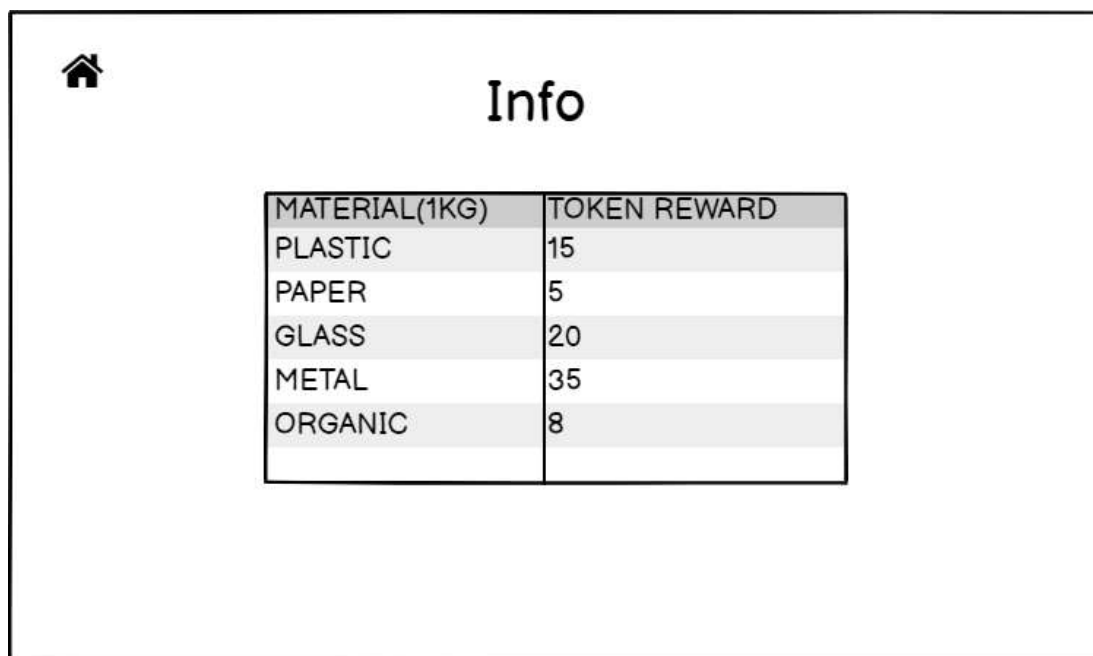 Info
MATERIAL(1KG) TOKEN REWARD
PLASTIC 15
PAPER 5
GLASS 20
METAL 35
ORGANIC 8